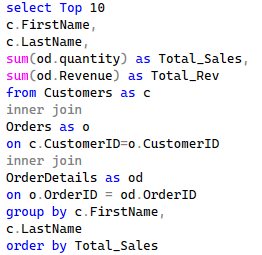 select Top 10
c.FirstName,
c.LastName,
sum(od.quantity) as Total_Sales,
sum(od.Revenue) as Total_Rev
from Customers as c
inner join
Orders as o
on c.CustomerID=o.CustomerID
inner join
OrderDetails as od
on o.OrderID = od.OrderID
group by c.FirstName,
c.LastName
order by Total_Sales